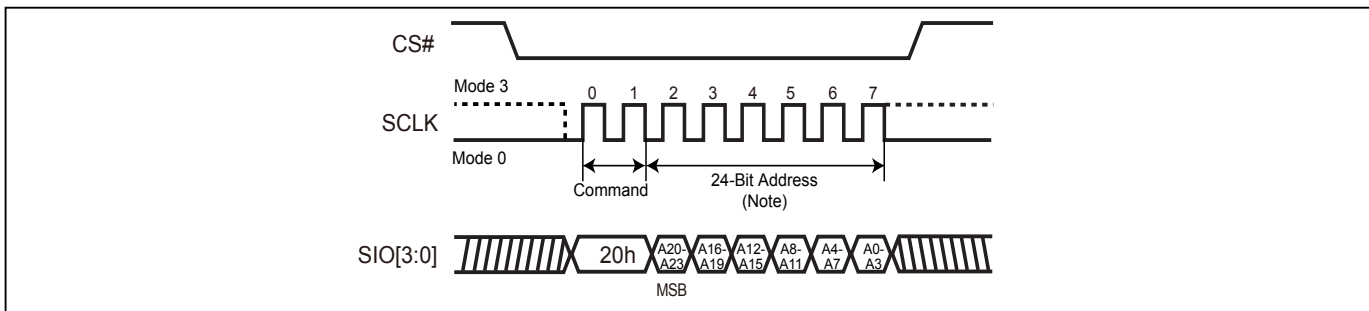 CS#
Mode 3
0 1 2 3 4 5 6 7
SCLK
Mode 0
Command
24-Bit Address
(Note)
SIO[3:0]
20h
A20-
A23
A16-
A19
A12-
A15
A8-
A11
A4-
A7
A0-
A3
MSB